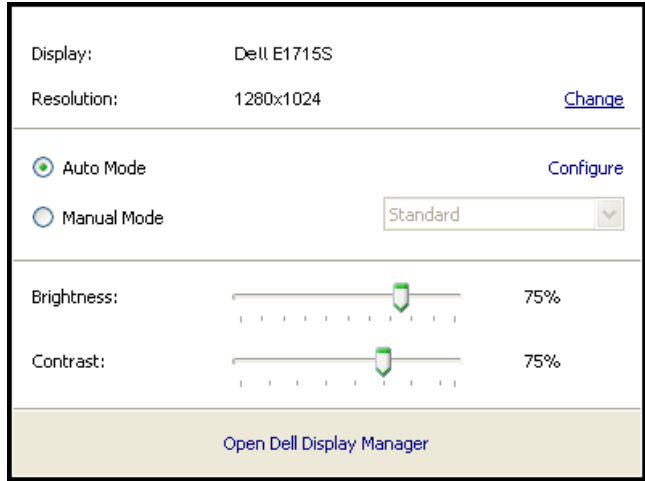 Display: Dell E1715S
Resolution: 1280x1024 Change
Auto Mode Configure
Manual Mode Standard
Brightness: 75%
Contrast: 75%
Open Dell Display Manager